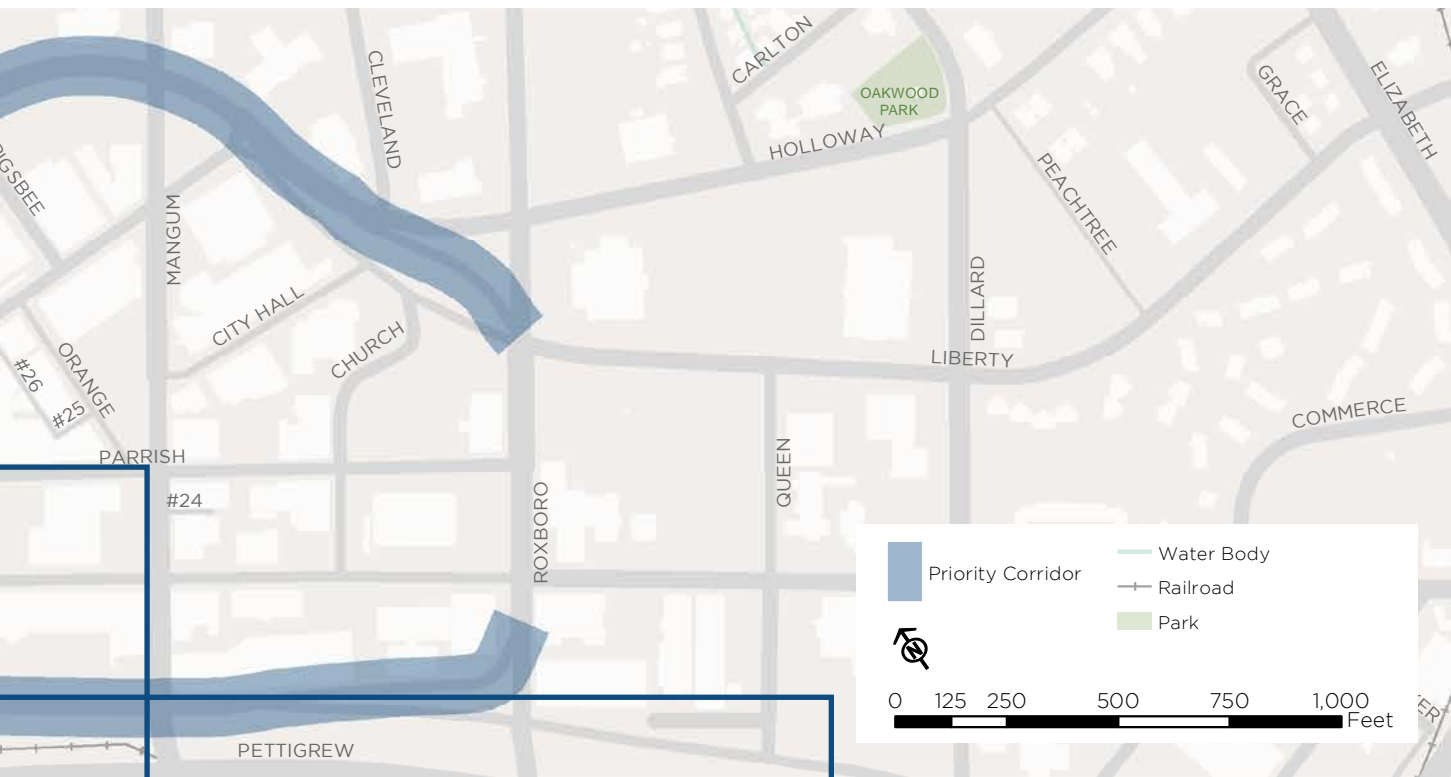 CLEVELAND
CARLTON
OAKWOOD
PARK
GRACE
ELIZABETH
HOLLOWAY
PEACHTREE
MANGUM
CITY HALL
CHURCH
DILLARD
LIBERTY
ORANGE
#26
#25
COMMERCE
PARRISH
#24
QUEEN
ROXBORO
Priority Corridor
Water Body
Railroad
Park
N
0 125 250 500 750 1,000
Feet
PETTIGREW